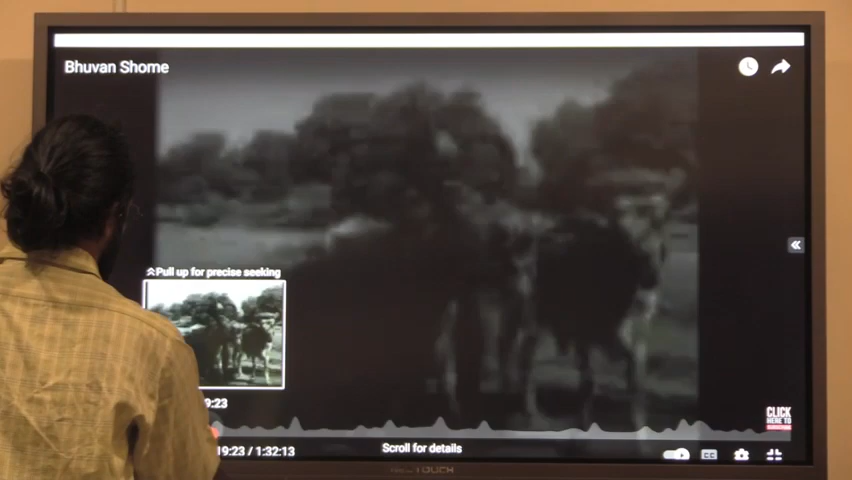 Bhuvan Shome
Pull up for precise seeking
9:23
CLICK
HERE TO
19:23 / 1:32:13
Scroll for details
CC
TOUCH